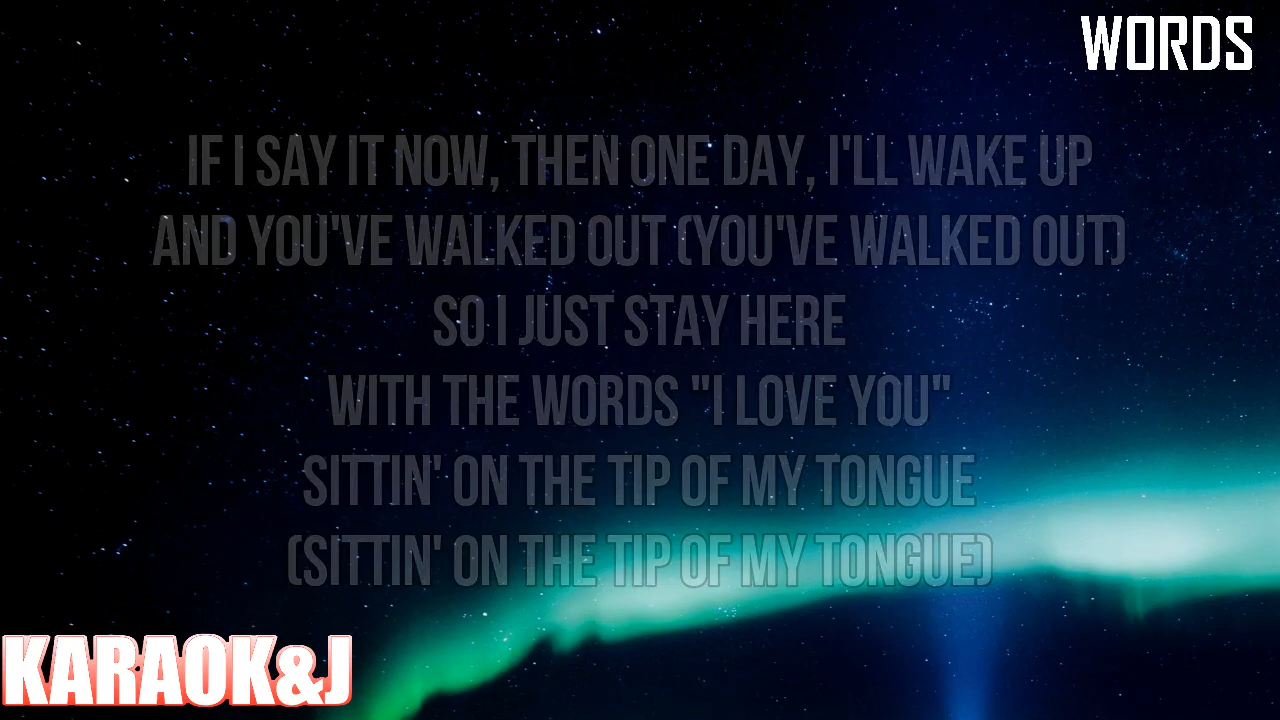 WORDS
IF I SAY IT NOW, THEN ONE DAY, I'LL WAKE UP
AND YOU'VE WALKED OUT (YOU'VE WALKED OUT)
SO I JUST STAY HERE
WITH THE WORDS "I LOVE YOU"
SITTIN' ON THE TIP OF MY TONGUE
(SITTIN' ON THE TIP OF MY TONGUE)
KARAOK&J